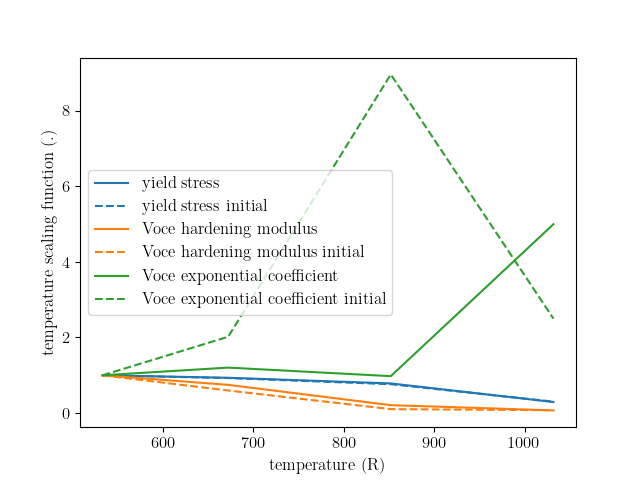 temperature scaling function (.)
8
6
4
2
0
yield stress
yield stress initial
Voce hardening modulus
Voce hardening modulus initial
Voce exponential coefficient
Voce exponential coefficient initial
600 700 800 900 1000
temperature (R)